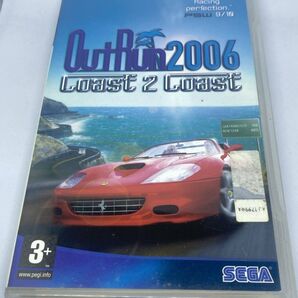 Racing
perfection."
PSW 9/10
OutRun2006
Coast 2 Coast
3+
www.pegi.info
SEGA